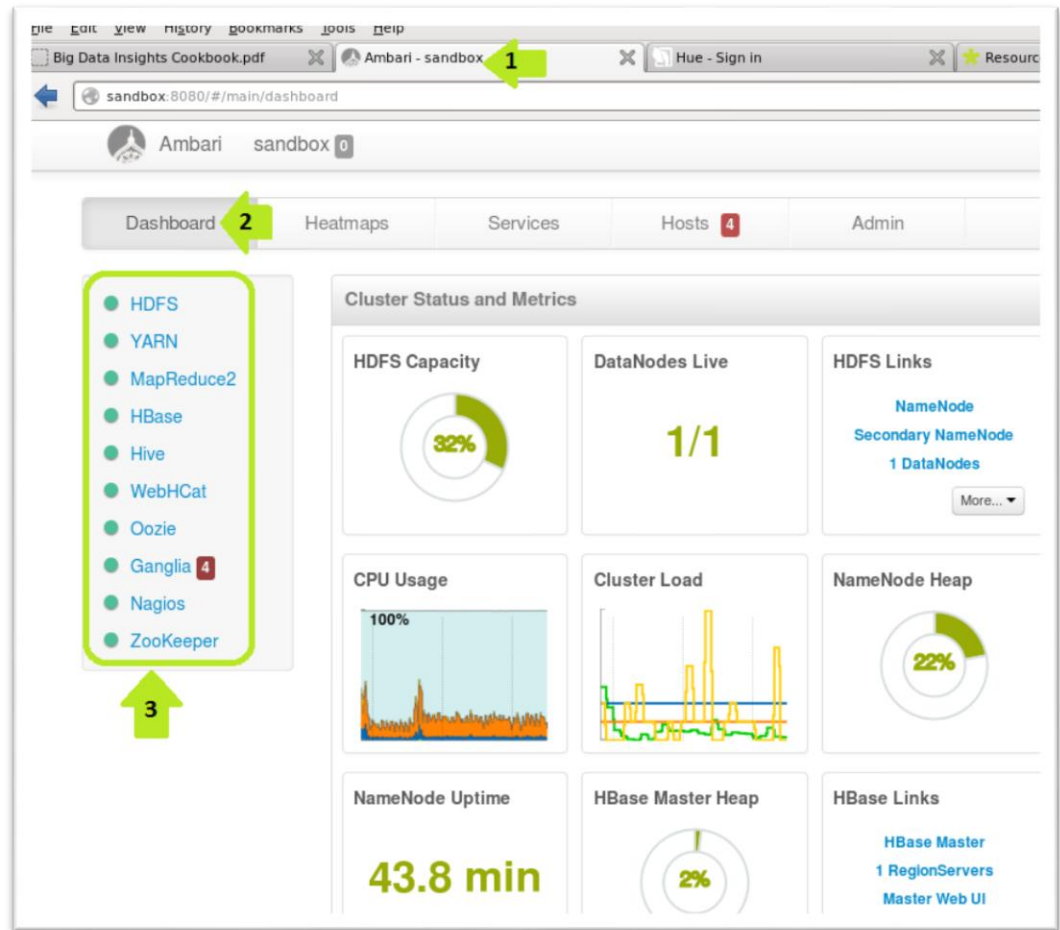 File Edit View History Bookmarks Tools Help
Big Data Insights Cookbook.pdf Ambari - sandbox 1 Hue - Sign in Resourc
sandbox:8080/#/main/dashboard
Ambari sandbox 0
Dashboard 2 Heatmaps Services Hosts 4 Admin
HDFS
YARN
MapReduce2
HBase
Hive
WebHCat
Oozie
Ganglia 4
Nagios
ZooKeeper
3
Cluster Status and Metrics
HDFS Capacity
32%
DataNodes Live
1/1
HDFS Links
NameNode
Secondary NameNode
1 DataNodes
More...
CPU Usage
100%
Cluster Load
NameNode Heap
22%
NameNode Uptime
43.8 min
HBase Master Heap
2%
HBase Links
HBase Master
1 RegionServers
Master Web UI